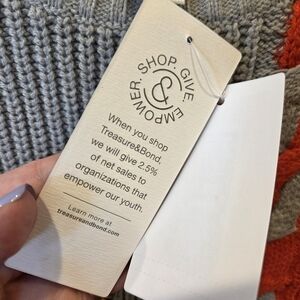 SHOP. GIVE. EMPOWER.
&
When you shop
Treasure&Bond,
we will give 2.5%
of net sales to
organizations that
empower our youth.
Learn more at
treasureandbond.com